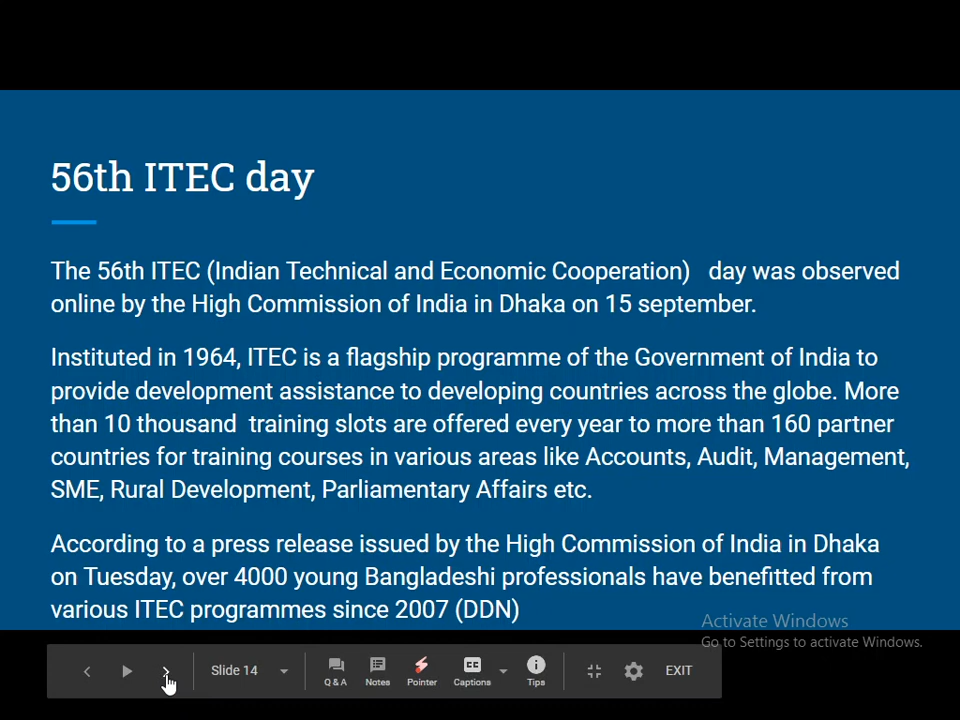 56th ITEC day
The 56th ITEC (Indian Technical and Economic Cooperation)   day was observed
online by the High Commission of India in Dhaka on 15 september.
Instituted in 1964, ITEC is a flagship programme of the Government of India to
provide development assistance to developing countries across the globe. More
than 10 thousand  training slots are offered every year to more than 160 partner
countries for training courses in various areas like Accounts, Audit, Management,
SME, Rural Development, Parliamentary Affairs etc.
According to a press release issued by the High Commission of India in Dhaka
on Tuesday, over 4000 young Bangladeshi professionals have benefitted from
various ITEC programmes since 2007 (DDN)
Activate Windows
Go to Settings to activate Windows.
Slide 14
Q & A
Notes
Pointer
CC
Captions
Tips
EXIT